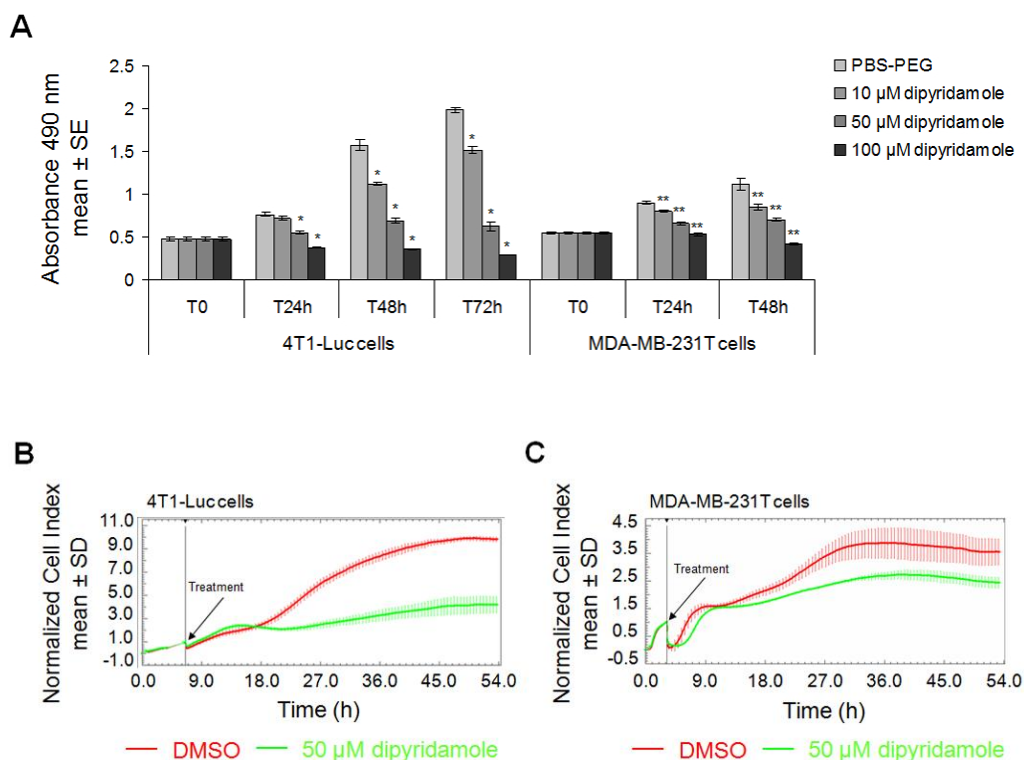 A
Absorbance 490 nm
mean ± SE
2.5
2
1.5
1
0.5
0
* * * * * * * *
** ** ** ** ** **
PBS-PEG
10 µM dipyridamole
50 µM dipyridamole
100 µM dipyridamole
T0 T24h T48h T72h T0 T24h T48h
4T1-Luc cells MDA-MB-231T cells
B
4T1-Luc cells
Normalized Cell Index
mean ± SD
11.0
9.0
7.0
5.0
3.0
1.0
-1.0
Treatment
0.0 9.0 18.0 27.0 36.0 45.0 54.0
Time (h)
DMSO 50 µM dipyridamole
C
MDA-MB-231T cells
Normalized Cell Index
mean ± SD
4.5
3.5
2.5
1.5
0.5
-0.5
Treatment
0.0 9.0 18.0 27.0 36.0 45.0 54.0
Time (h)
DMSO 50 µM dipyridamole